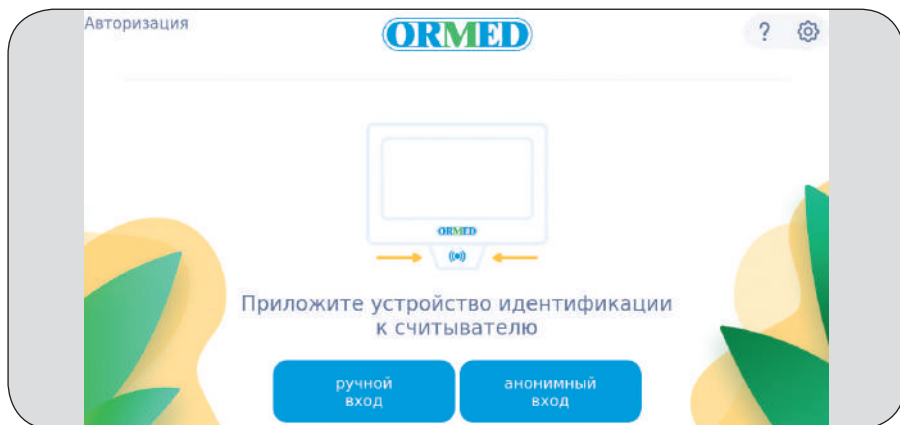 Авторизация
ORMED
?
ORMED
Приложите устройство идентификации
к считывателю
ручной
вход
анонимный
вход